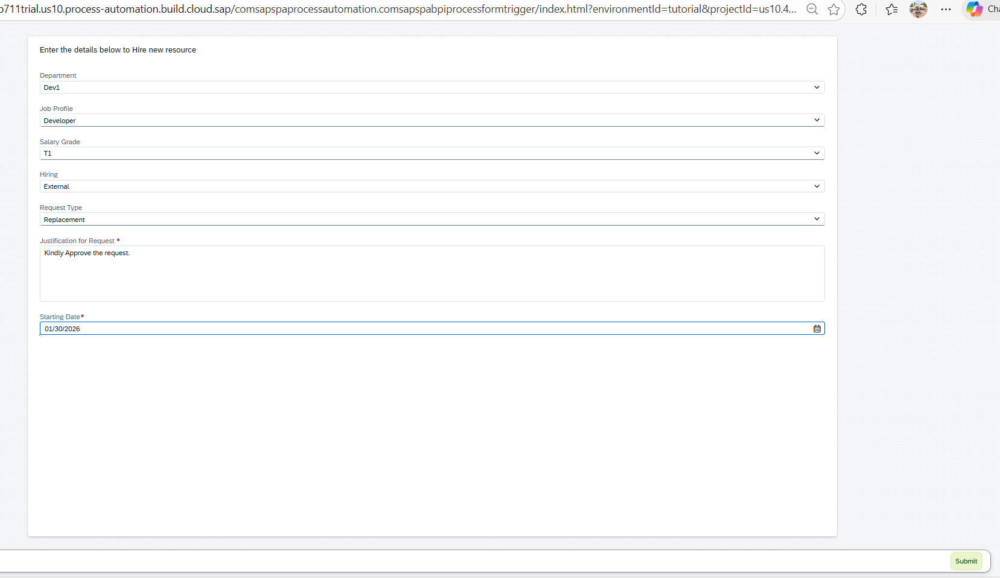 o711trial.us10.process-automation.build.cloud.sap/comsapspaprocessautomation.comsapspabpiprocessformtrigger/index.html?environmentId=tutorial&projectId=us10.4...
Enter the details below to Hire new resource
Department
Dev1
Job Profile
Developer
Salary Grade
T1
Hiring
External
Request Type
Replacement
Justification for Request *
Kindly Approve the request.
Starting Date*
01/30/2026
Submit